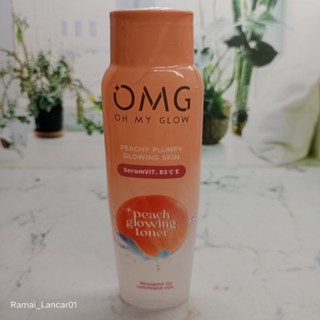 OMG
OH MY GLOW
PEACHY PLUMPY
GLOWING SKIN
SerumVit. B3•C•E
peach
glowing
toner
Ramai_Lancar01